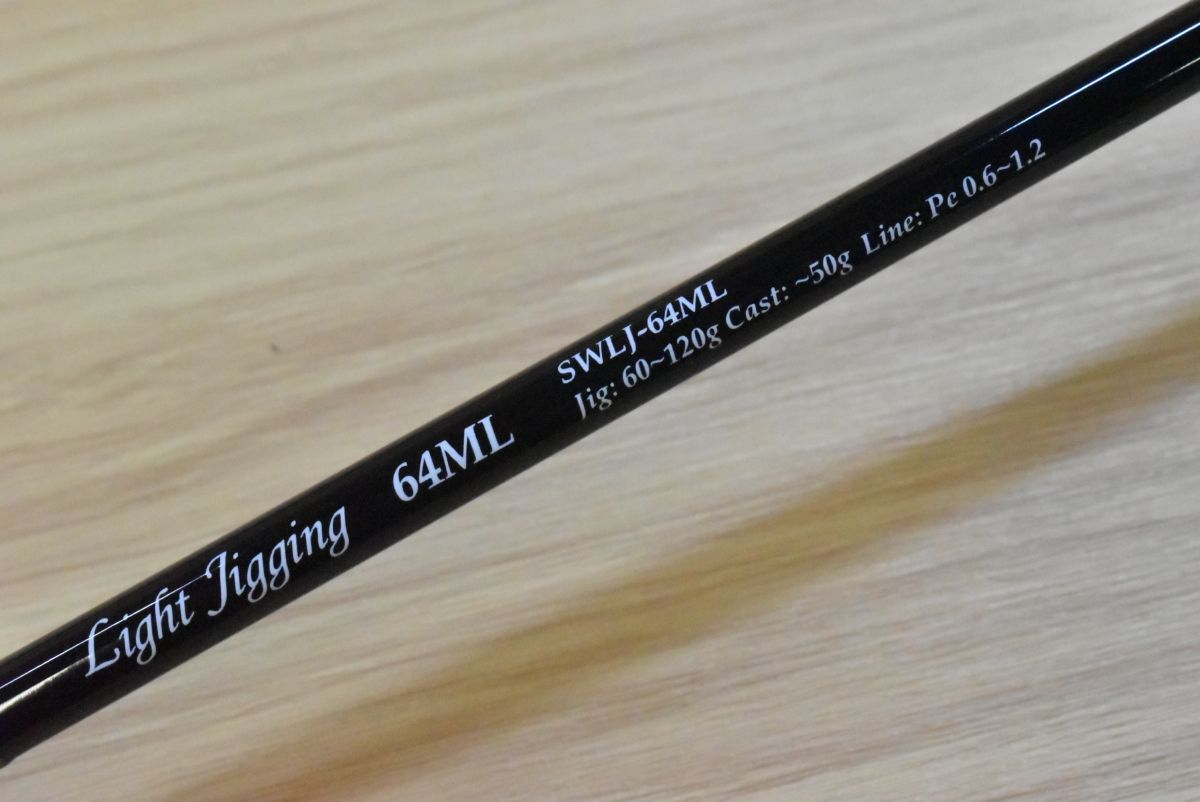 Light Jigging 64ML
SWLJ-64ML
Jig: 60~120g Cast: ~50g Line: Pe 0.6~1.2